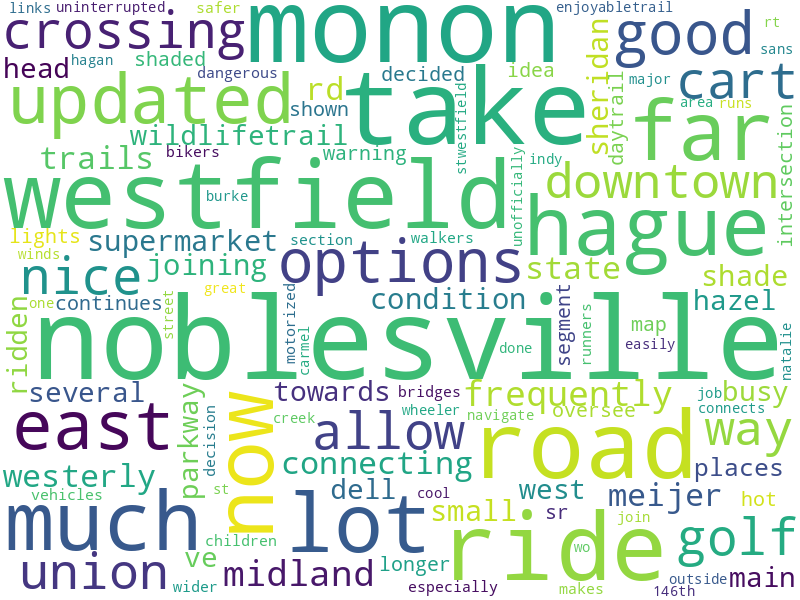 links uninterrupted safer monon enjoyabletrail
crossing good rt
head hagan shaded take sheridan sans
dangerous decided idea major cart
updated rd shown stwestfield daytrail area runs
wildlifetrail far
trails bikers warning indy intersection
westfield unofficially downtown
burke hague
lights supermarket section walkers
winds nice joining options state shade
ridden one continues great motorized condition segment hazel
street noblesville carmel runners map natalie
done easily
several towards bridges frequently job busy
parkway decision now creek wheeler navigate oversee connects
east allow road way
westerly connecting places
vehicles st dell cool west meijer hot
much lot small sr join golf
children ride
union ve midland longer wo outside main
wider especially makes 146th